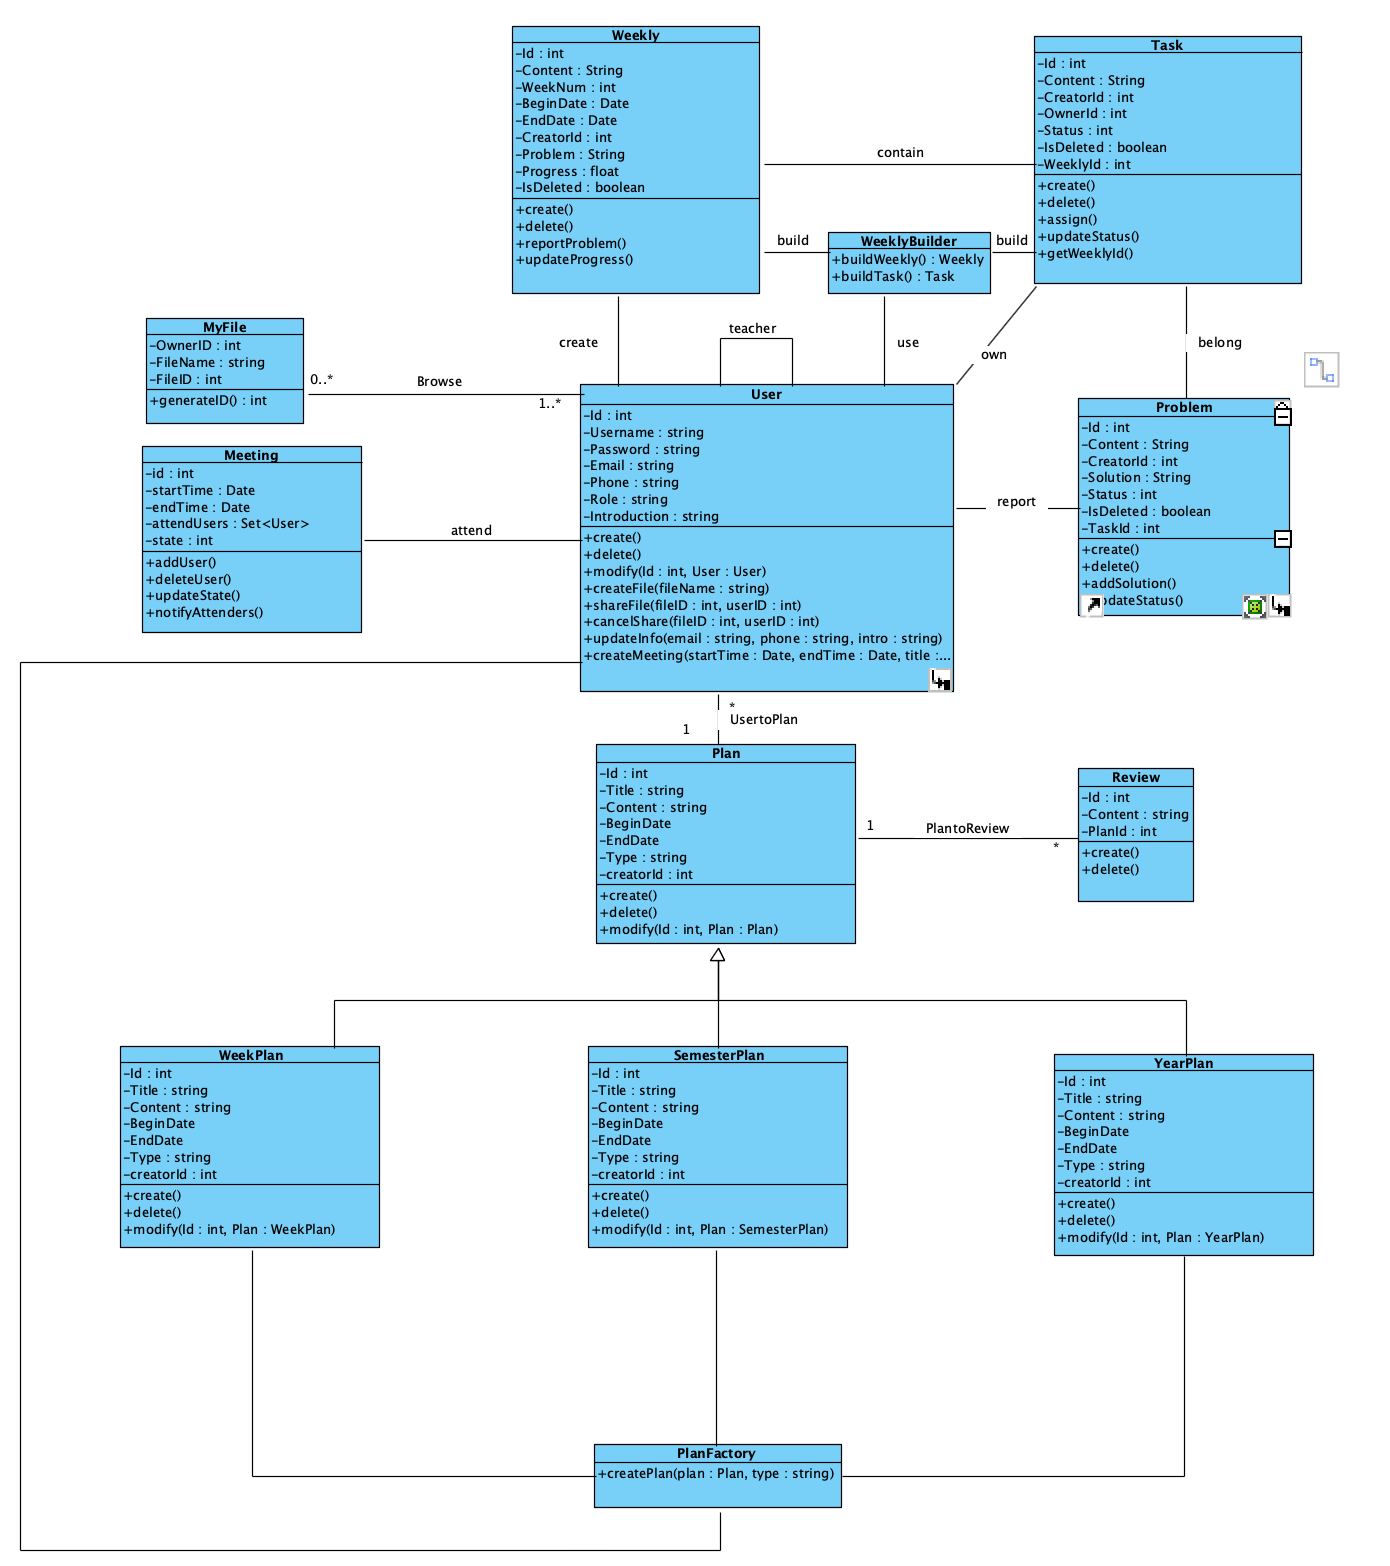 Weekly
-Id : int
-Content : String
-WeekNum : int
-BeginDate : Date
-EndDate : Date
-CreatorId : int
-Problem : String
-Progress : float
-IsDeleted : boolean
+create()
+delete()
+reportProblem()
+updateProgress()
Task
-Id : int
-Content : String
-CreatorId : int
-OwnerId : int
-Status : int
-IsDeleted : boolean
-WeeklyId : int
+create()
+delete()
+assign()
+updateStatus()
+getWeeklyId()
contain
build
WeeklyBuilder
+buildWeekly() : Weekly
+buildTask() : Task
build
create
teacher
use
own
belong
MyFile
-OwnerID : int
-FileName : string
-FileID : int
+generateID() : int
0..*
Browse
1..*
Meeting
-id : int
-startTime : Date
-endTime : Date
-attendUsers : Set<User>
-state : int
+addUser()
+deleteUser()
+updateState()
+notifyAttenders()
attend
User
-Id : int
-Username : string
-Password : string
-Email : string
-Phone : string
-Role : string
-Introduction : string
+create()
+delete()
+modify(Id : int, User : User)
+createFile(fileName : string)
+shareFile(fileID : int, userID : int)
+cancelShare(fileID : int, userID : int)
+updateInfo(email : string, phone : string, intro : string)
+createMeeting(startTime : Date, endTime : Date, title :...
report
Problem
-Id : int
-Content : String
-CreatorId : int
-Solution : String
-Status : int
-IsDeleted : boolean
-TaskId : int
+create()
+delete()
+addSolution()
pdateStatus()
*
UsertoPlan
1
Plan
-Id : int
-Title : string
-Content : string
-BeginDate
-EndDate
-Type : string
-creatorId : int
+create()
+delete()
+modify(Id : int, Plan : Plan)
1
PlantoReview
*
Review
-Id : int
-Content : string
-PlanId : int
+create()
+delete()
WeekPlan
-Id : int
-Title : string
-Content : string
-BeginDate
-EndDate
-Type : string
-creatorId : int
+create()
+delete()
+modify(Id : int, Plan : WeekPlan)
SemesterPlan
-Id : int
-Title : string
-Content : string
-BeginDate
-EndDate
-Type : string
-creatorId : int
+create()
+delete()
+modify(Id : int, Plan : SemesterPlan)
YearPlan
-Id : int
-Title : string
-Content : string
-BeginDate
-EndDate
-Type : string
-creatorId : int
+create()
+delete()
+modify(Id : int, Plan : YearPlan)
PlanFactory
+createPlan(plan : Plan, type : string)